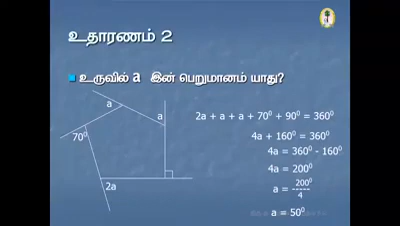 உதாரணம் 2
உருவில் a இன் பெறுமானம் யாது?
a
a
70⁰
2a
2a + a + a + 70⁰ + 90⁰ = 360⁰
4a + 160⁰ = 360⁰
4a = 360⁰ - 160⁰
4a = 200⁰
a = 200⁰/4
a = 50⁰